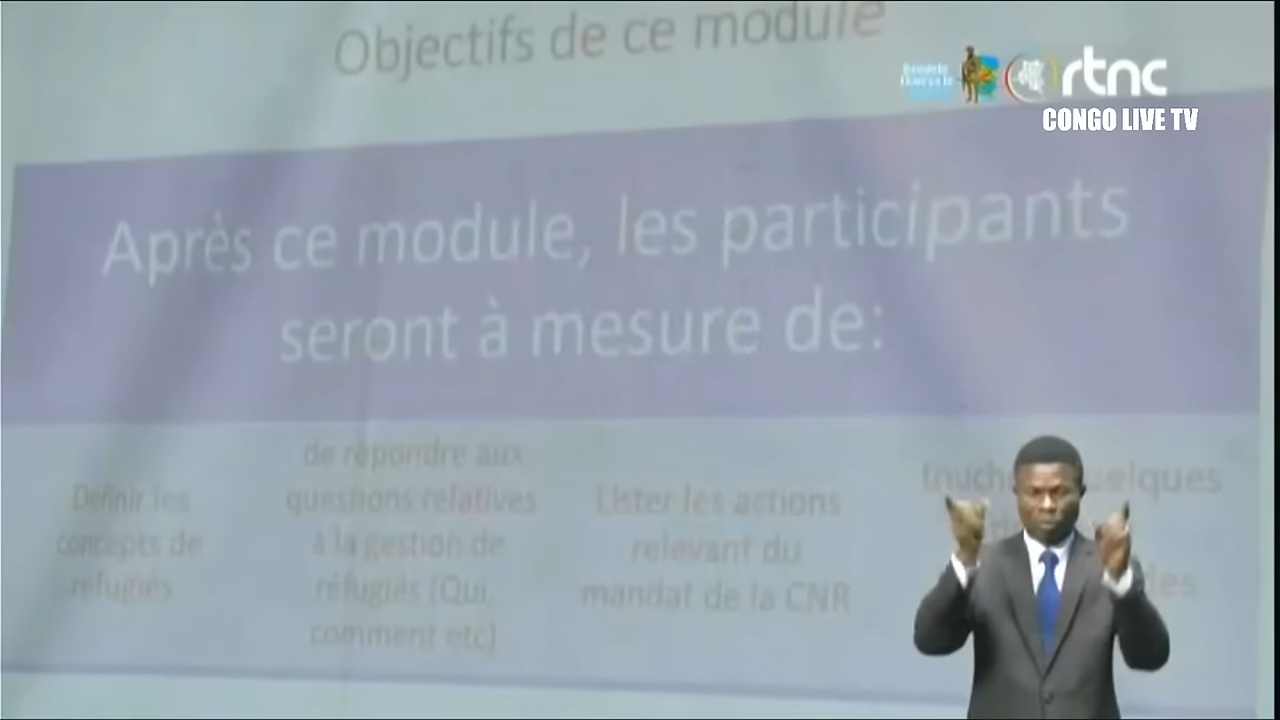 Objectifs de ce module
rtnc
CONGO LIVE TV
Après ce module, les participants
seront à mesure de:
Définir les
concepts de
refugiés
de répondre aux
questions relatives
à la gestion de
réfugiés (Qui,
comment etc)
Lister les actions
relevant du
mandat de la CNR
quelques